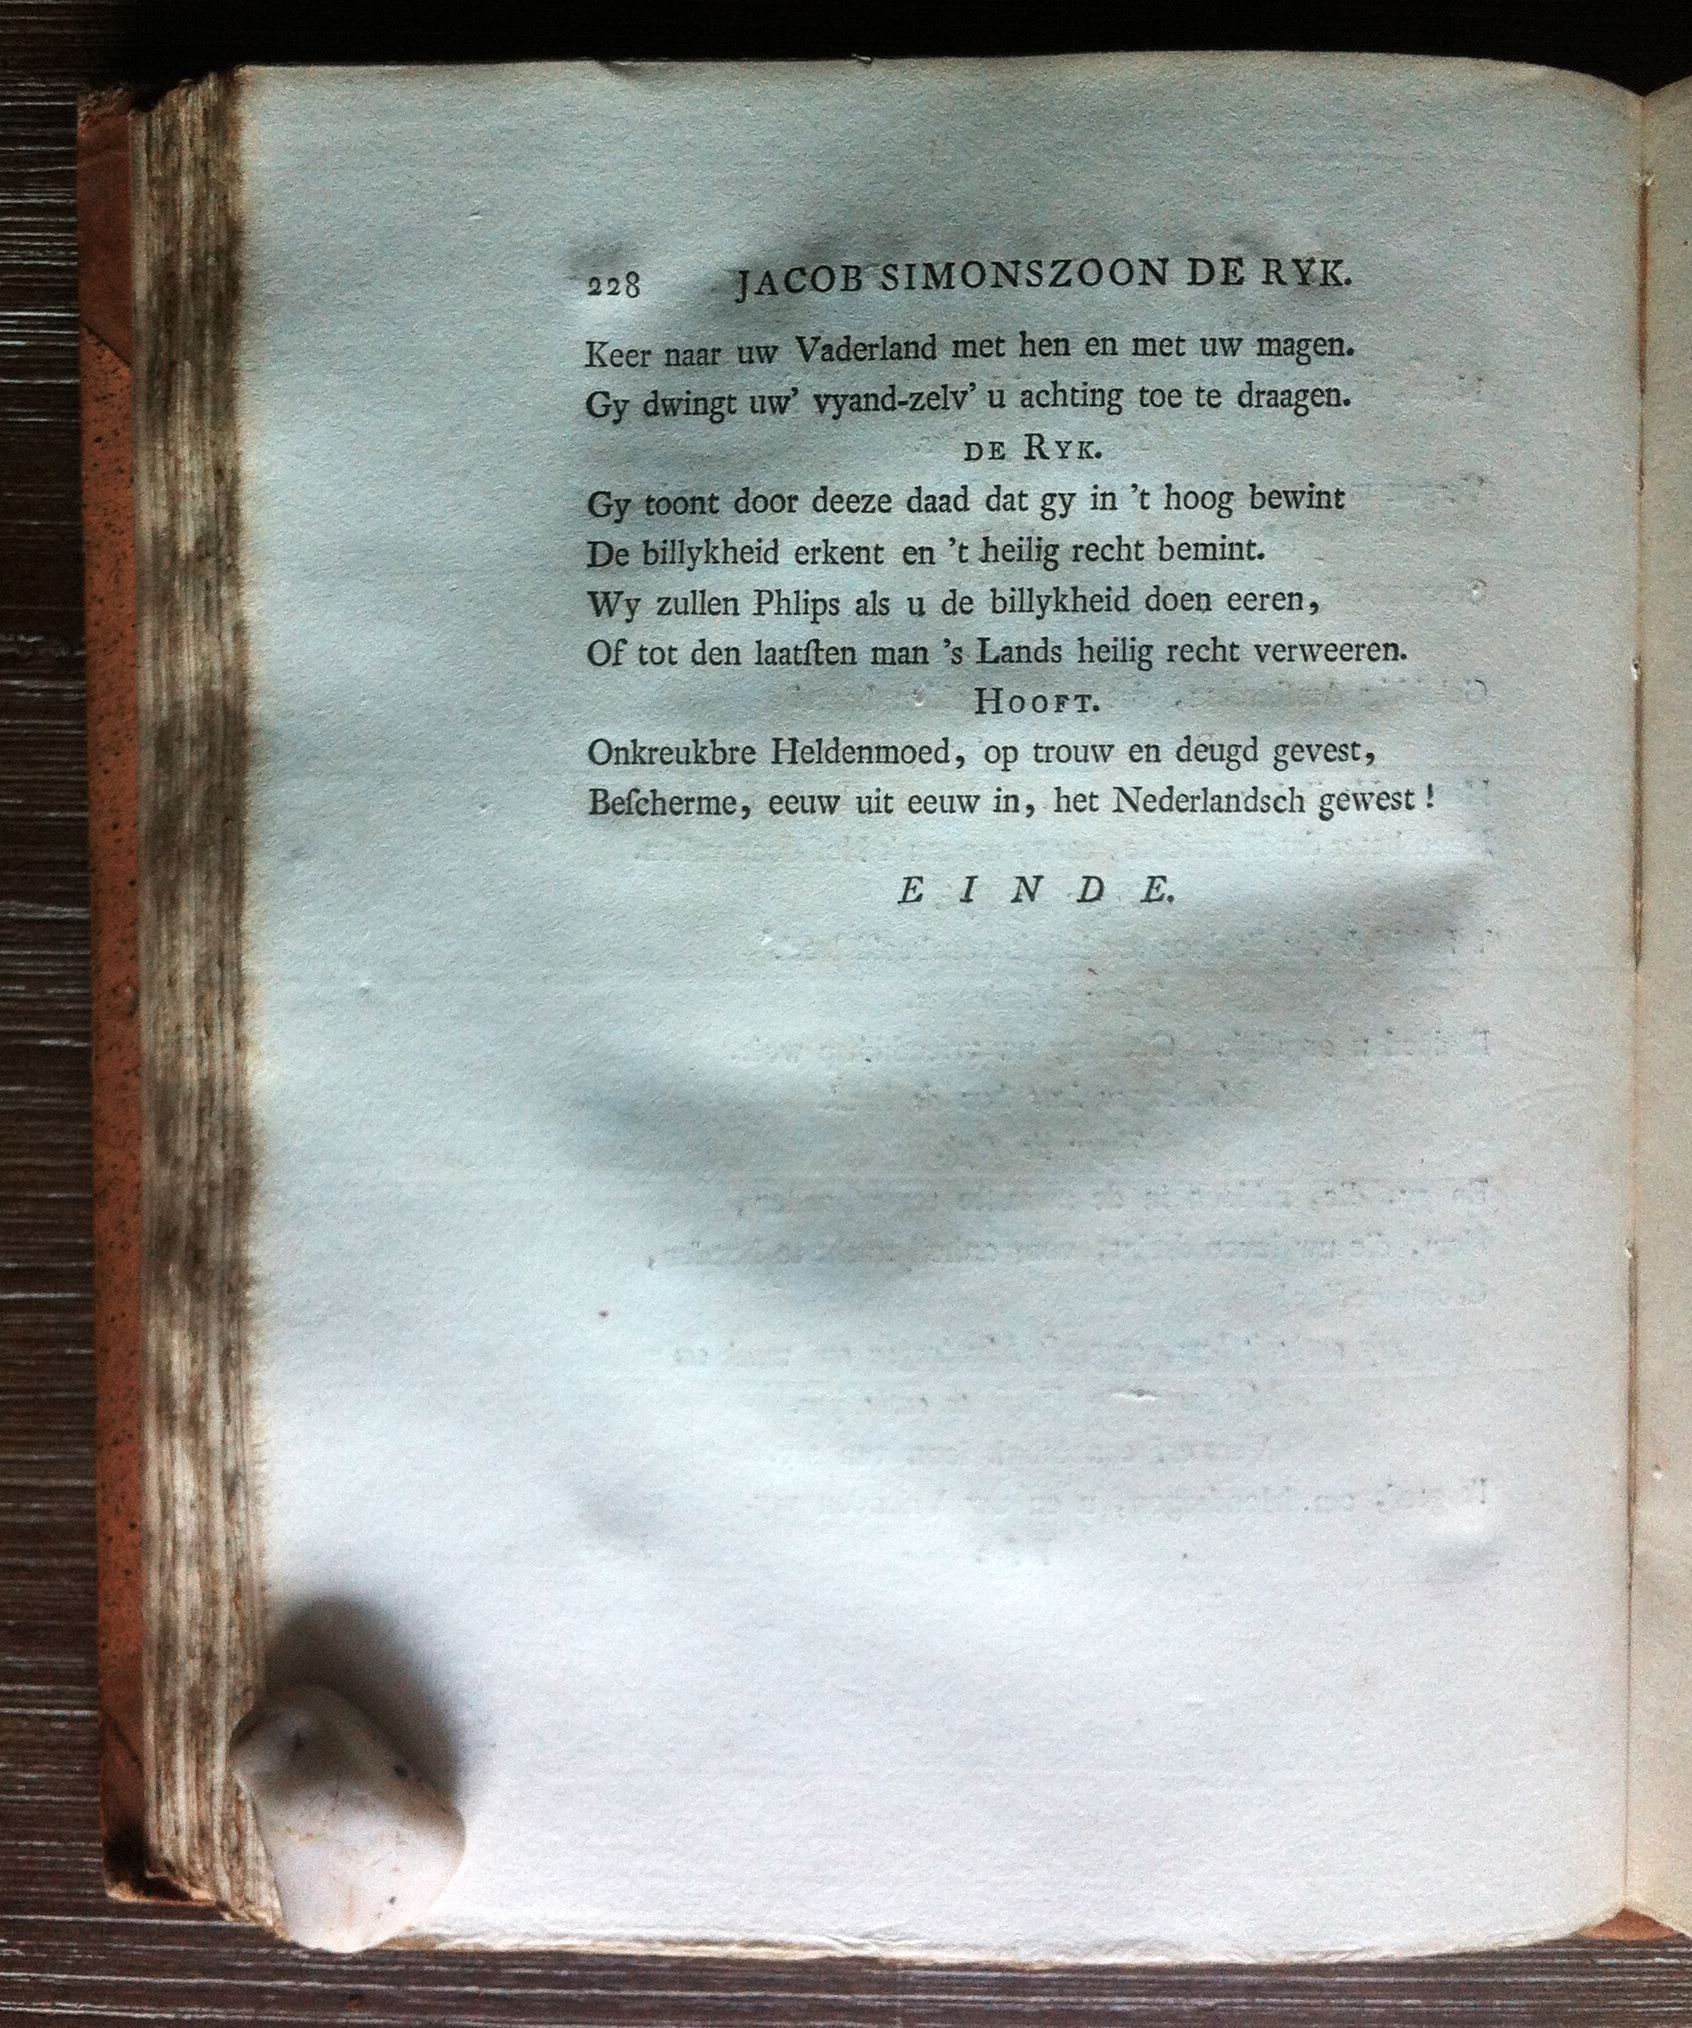 228 JACOB SIMONSZOON DE RYK.
Keer naar uw Vaderland met hen en met uw magen.
Gy dwingt uw’ vyand-zelv’ u achting toe te draagen.
DE RYK.
Gy toont door deeze daad dat gy in ’t hoog bewint
De billykheid erkent en ’t heilig recht bemint.
Wy zullen Phlips als u de billykheid doen eeren,
Of tot den laatſten man ’s Lands heilig recht verweeren.
HOOFT.
Onkreukbre Heldenmoed, op trouw en deugd gevest,
Beſcherme, eeuw uit eeuw in, het Nederlandsch gewest !
E I N D E.